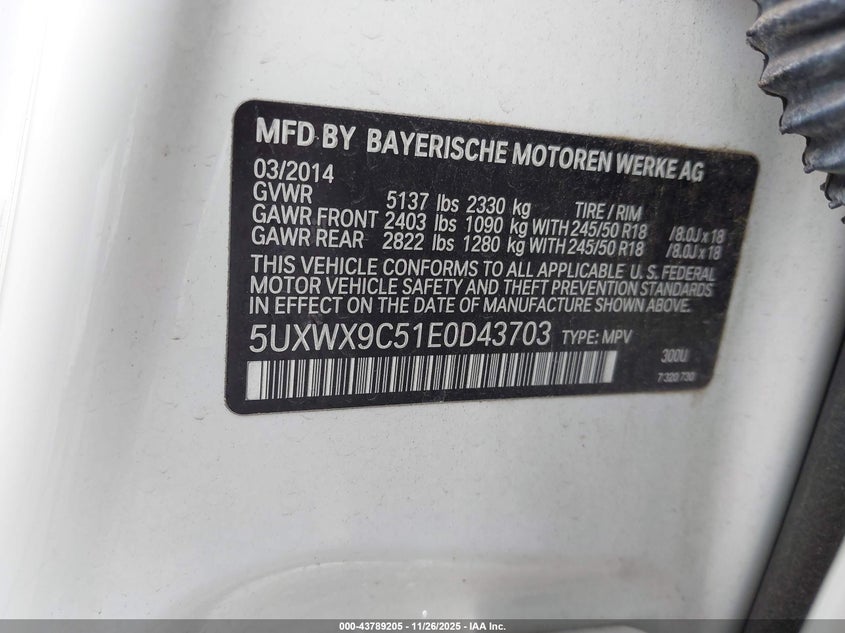 MFD BY BAYERISCHE MOTOREN WERKE AG
03/2014
GVWR 5137 lbs 2330 kg TIRE / RIM
GAWR FRONT 2403 lbs 1090 kg WITH 245/50 R18 /8.0J x 18
GAWR REAR 2822 lbs 1280 kg WITH 245/50 R18 /8.0J x 18
THIS VEHICLE CONFORMS TO ALL APPLICABLE U.S. FEDERAL
MOTOR VEHICLE SAFETY AND THEFT PREVENTION STANDARDS
IN EFFECT ON THE DATE OF MANUFACTURE SHOWN ABOVE.
5UXWX9C51E0D43703 TYPE: MPV
300U
7 320 730
000-43789205 - 11/26/2025 - IAA Inc.